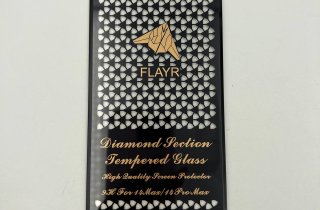 FLAYR
Diamond Section
Tempered Glass
High Quality Screen Protector
9H For 14Max/14ProMax